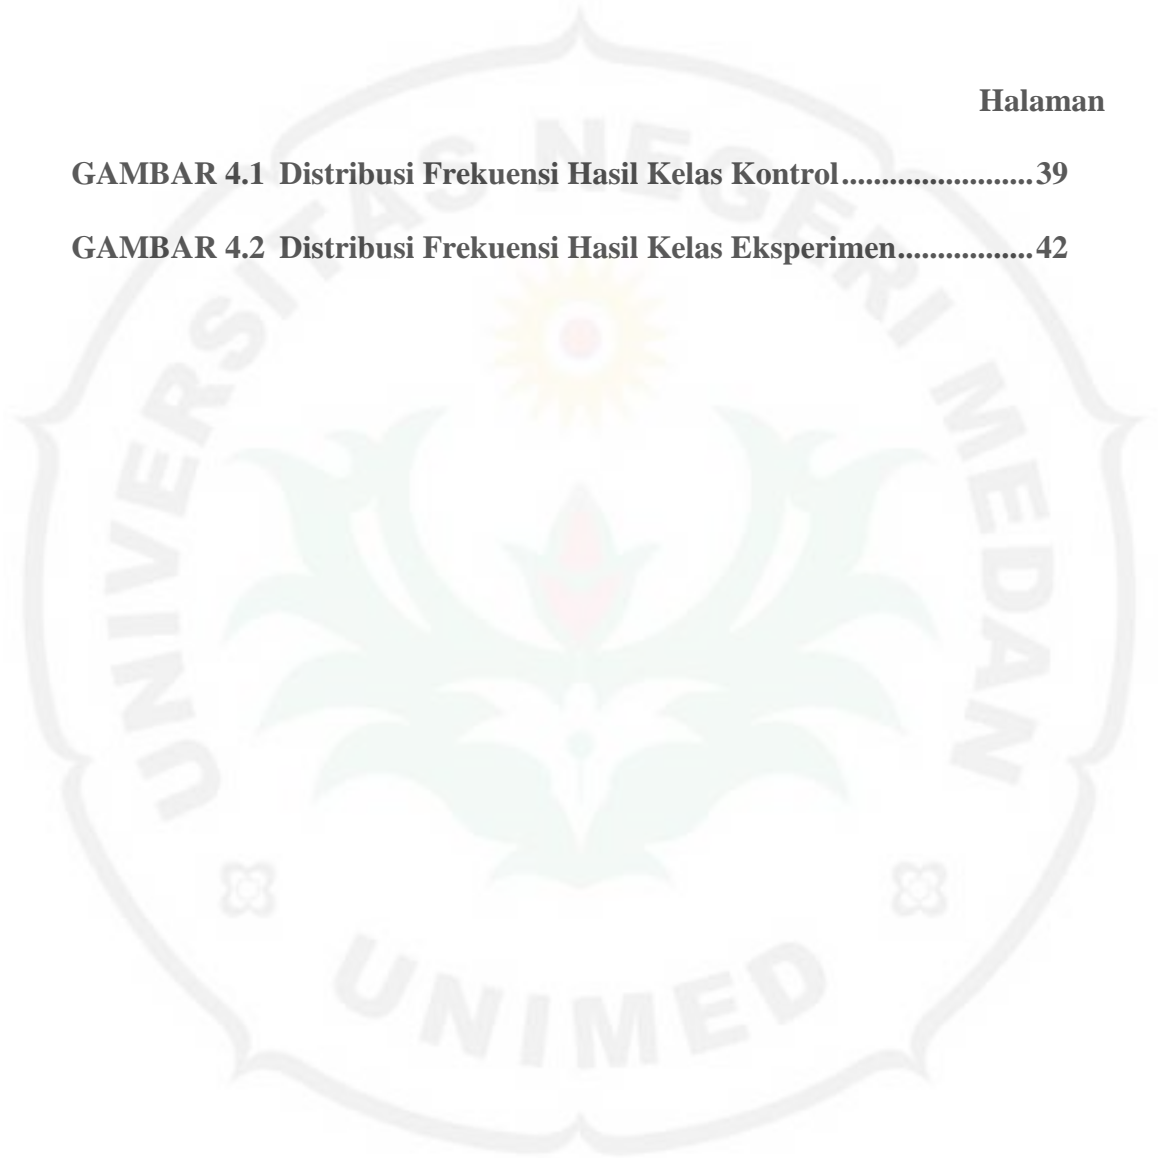 Halaman
GAMBAR 4.1 Distribusi Frekuensi Hasil Kelas Kontrol........................39
GAMBAR 4.2 Distribusi Frekuensi Hasil Kelas Eksperimen.................42
UNIVERSITAS NEGERI MEDAN
UNIMED